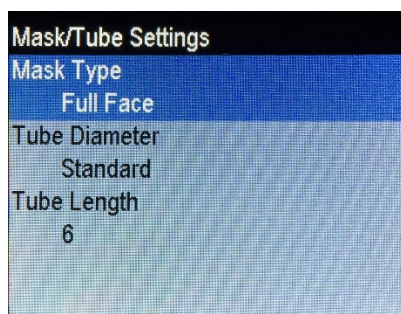 Mask/Tube Settings
Mask Type
Full Face
Tube Diameter
Standard
Tube Length
6